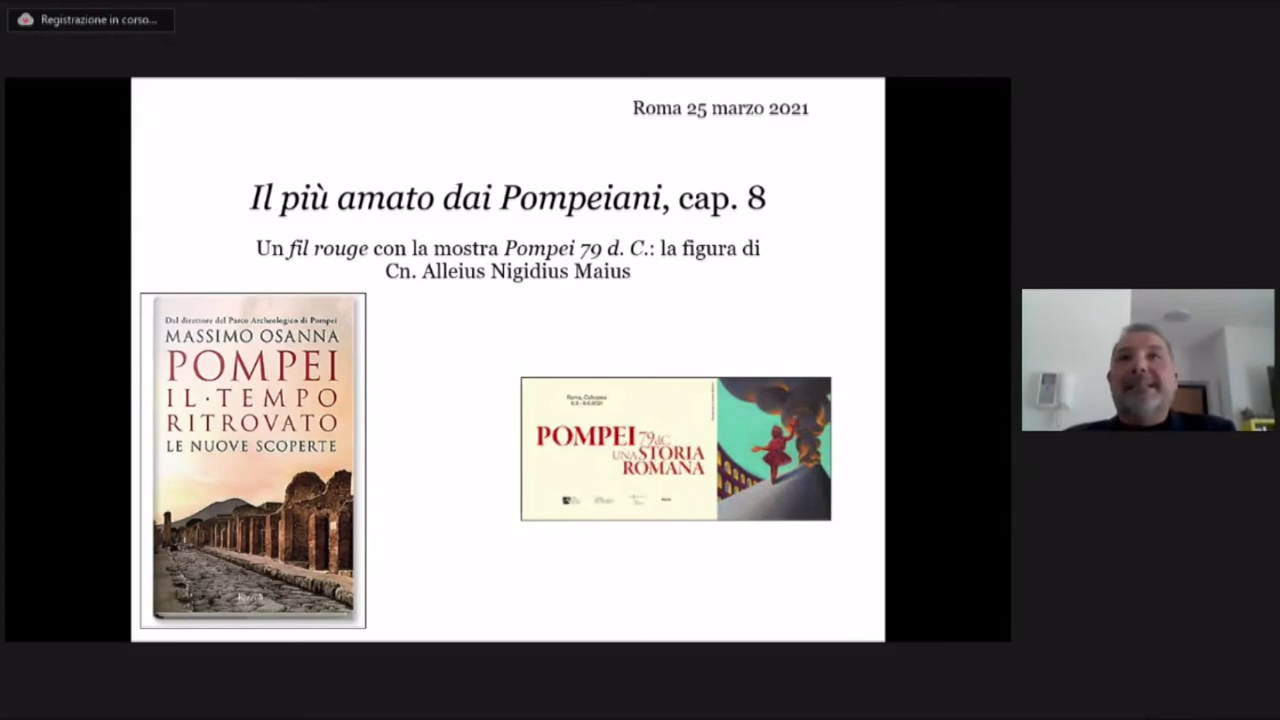 Registrazione in corso...
Roma 25 marzo 2021
Il più amato dai Pompeiani, cap. 8
Un fil rouge con la mostra Pompei 79 d. C.: la figura di
Cn. Alleius Nigidius Maius
Dal direttore del Parco Archeologico di Pompei
MASSIMO OSANNA
POMPEI
IL·TEMPO
RITROVATO
LE NUOVE SCOPERTE
Roma, Colosseo
POMPEI 79 d.C.
UNA STORIA
ROMANA